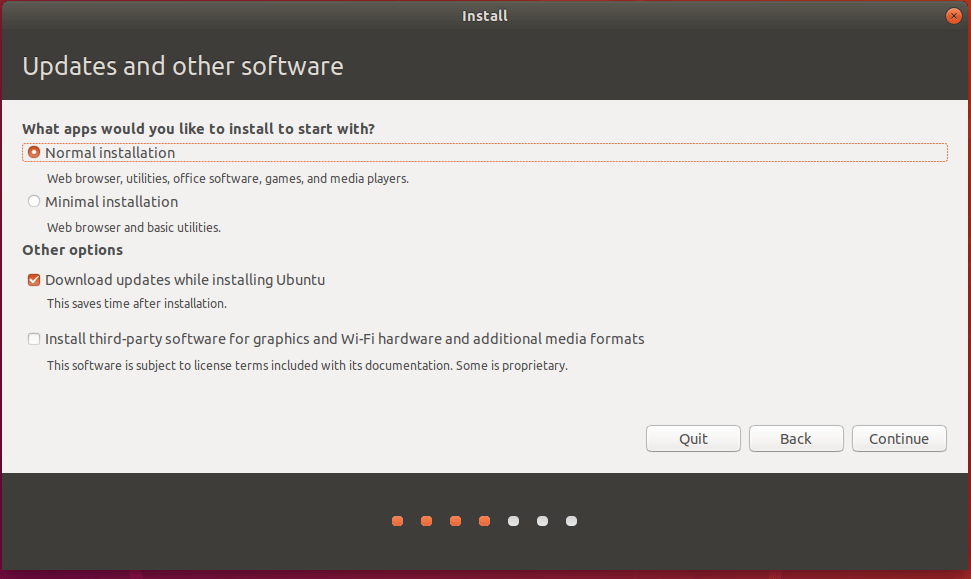 Install
Updates and other software
What apps would you like to install to start with?
Normal installation
Web browser, utilities, office software, games, and media players.
Minimal installation
Web browser and basic utilities.
Other options
Download updates while installing Ubuntu
This saves time after installation.
Install third-party software for graphics and Wi-Fi hardware and additional media formats
This software is subject to license terms included with its documentation. Some is proprietary.
Quit
Back
Continue